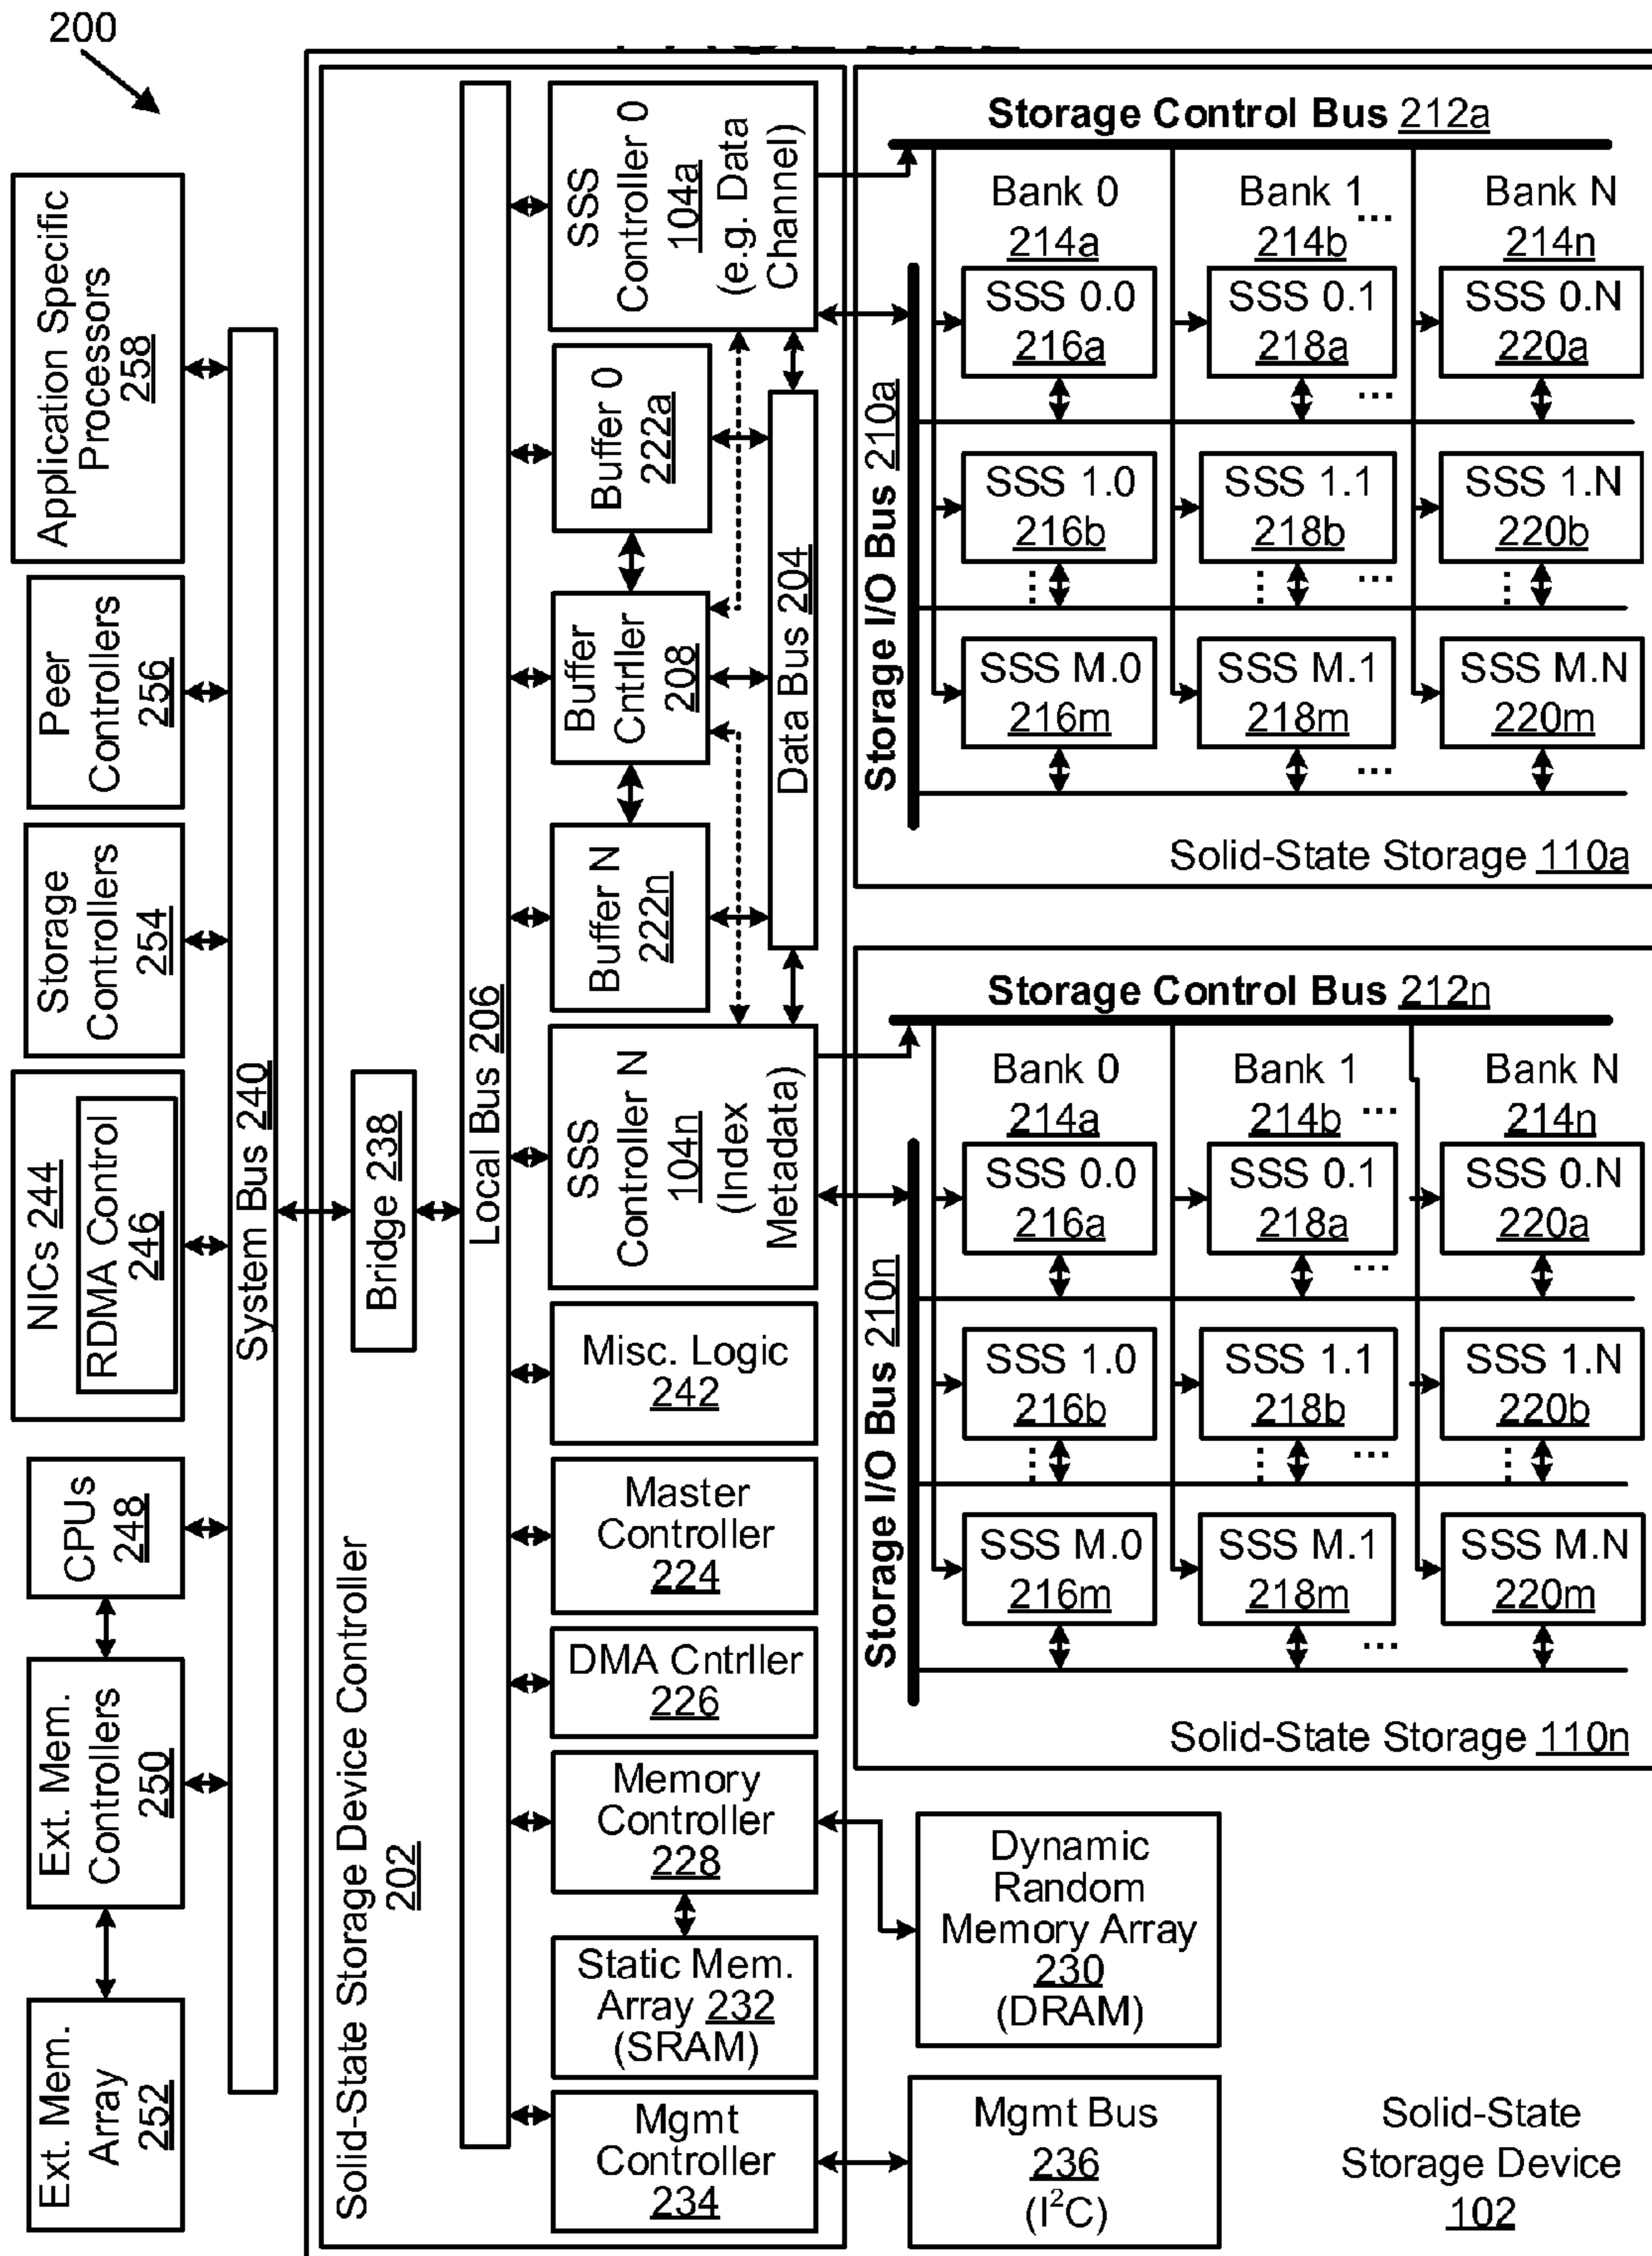 200
Application Specific
Processors
258
Peer
Controllers
256
Storage
Controllers
254
NICs 244
RDMA Control
246
CPUs
248
Ext. Mem.
Controllers
250
Ext. Mem.
Array
252
System Bus 240
Solid-State Storage Device Controller
202
Bridge 238
Local Bus 206
SSS
Controller 0
104a
(e.g. Data
Channel)
Buffer 0
222a
Buffer
Cntrller
208
Buffer N
222n
Data Bus 204
SSS
Controller N
104n
(Index
Metadata)
Misc. Logic
242
Master
Controller
224
DMA Cntrller
226
Memory
Controller
228
Static Mem.
Array 232
(SRAM)
Mgmt
Controller
234
Storage Control Bus 212a
Storage I/O Bus 210a
Bank 0
214a
Bank 1
214b ...
Bank N
214n
SSS 0.0
216a
SSS 0.1
218a
SSS 0.N
220a
...
SSS 1.0
216b
SSS 1.1
218b
SSS 1.N
220b
... ... ... ...
SSS M.0
216m
SSS M.1
218m
SSS M.N
220m
...
Solid-State Storage 110a
Storage Control Bus 212n
Storage I/O Bus 210n
Bank 0
214a
Bank 1
214b ...
Bank N
214n
SSS 0.0
216a
SSS 0.1
218a
SSS 0.N
220a
...
SSS 1.0
216b
SSS 1.1
218b
SSS 1.N
220b
... ... ... ...
SSS M.0
216m
SSS M.1
218m
SSS M.N
220m
...
Solid-State Storage 110n
Dynamic
Random
Memory Array
230
(DRAM)
Mgmt Bus
236
(I²C)
Solid-State
Storage Device
102